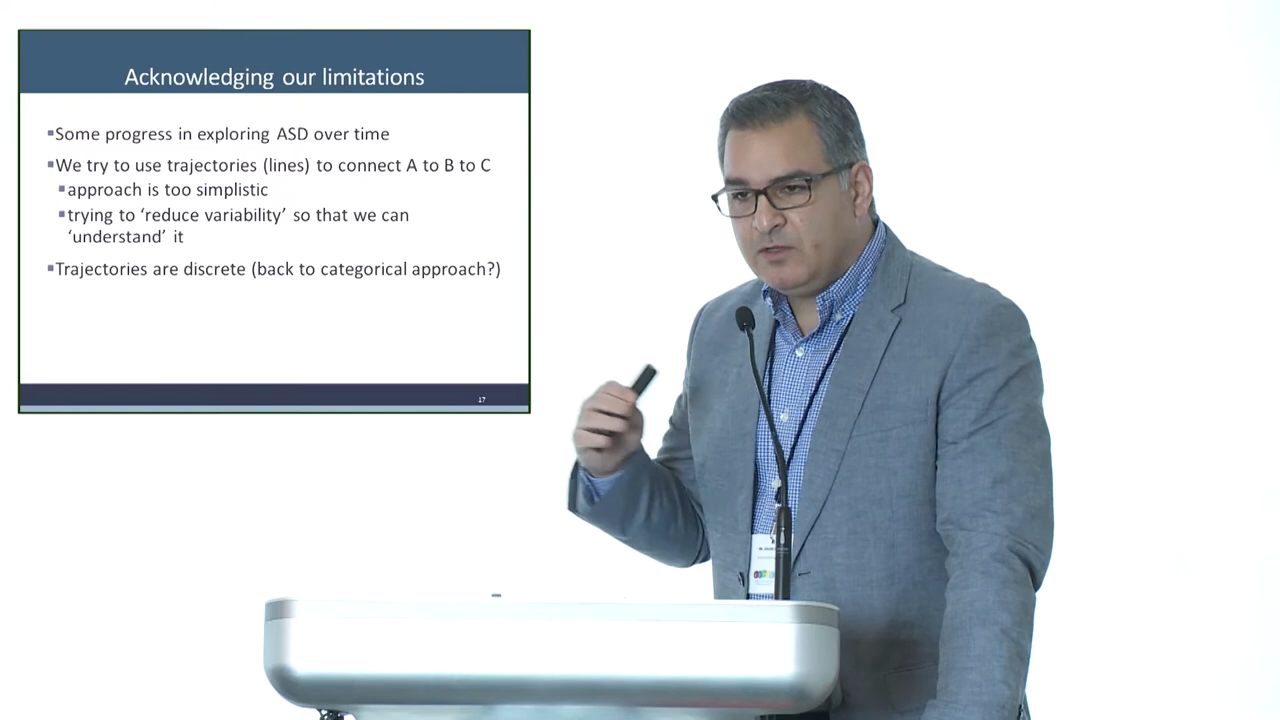 Acknowledging our limitations
▪Some progress in exploring ASD over time
▪We try to use trajectories (lines) to connect A to B to C
▪approach is too simplistic
▪trying to ‘reduce variability’ so that we can
‘understand’ it
▪Trajectories are discrete (back to categorical approach?)
17